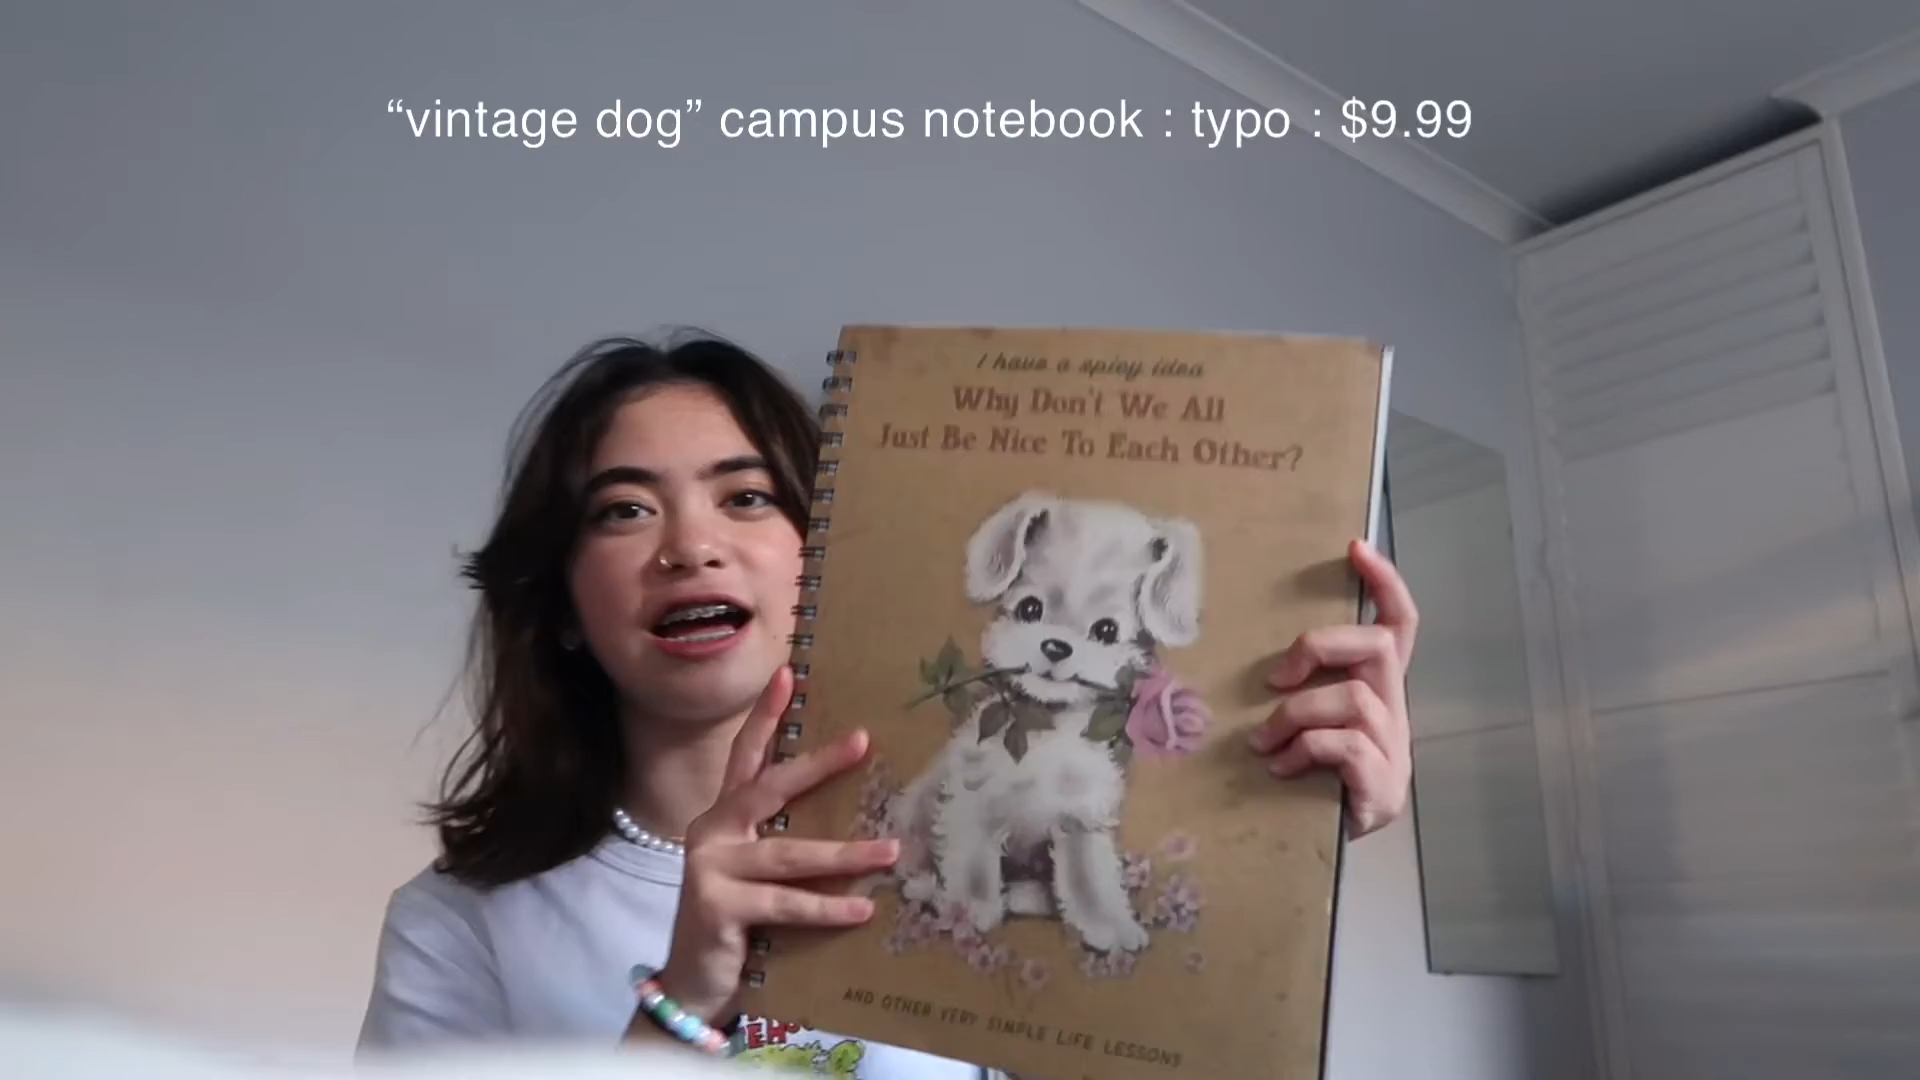 “vintage dog” campus notebook : typo : $9.99
I have a spicy idea
Why Don't We All
Just Be Nice To Each Other?
AND OTHER VERY SIMPLE LIFE LESSONS